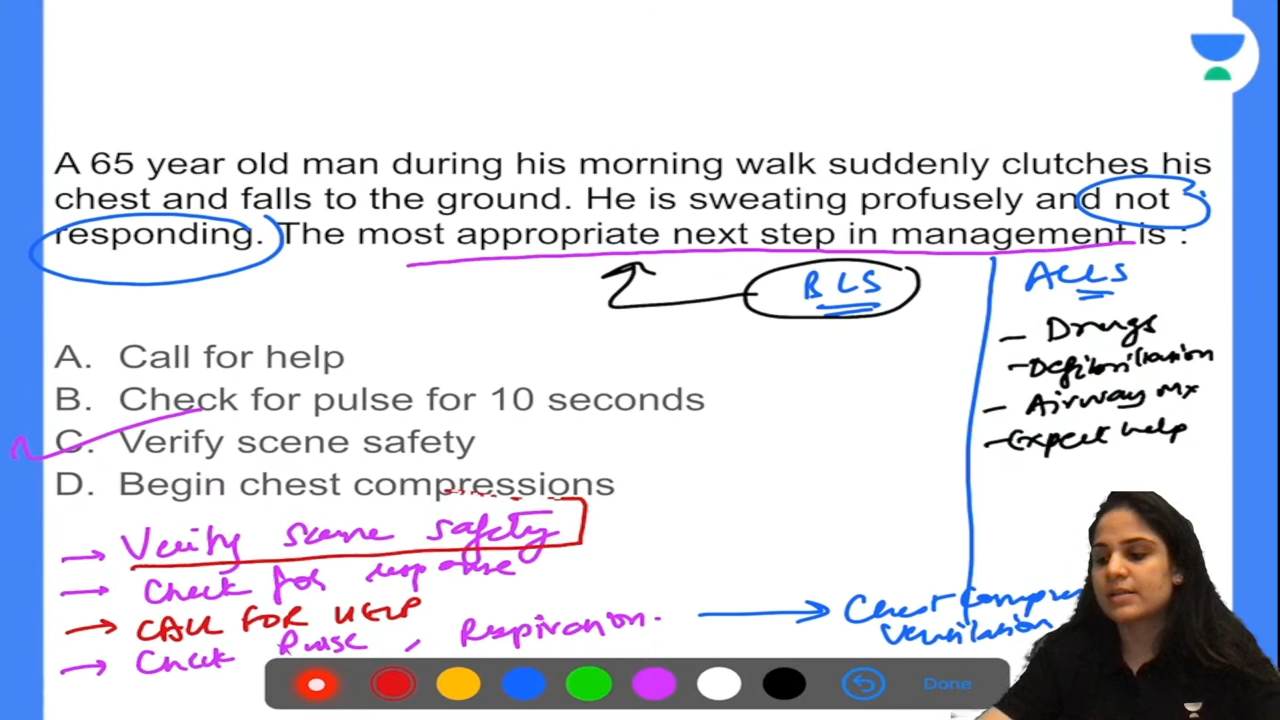 A 65 year old man during his morning walk suddenly clutches his
chest and falls to the ground. He is sweating profusely and not
responding. The most appropriate next step in management is :
BLS
A. Call for help
B. Check for pulse for 10 seconds
C. Verify scene safety
D. Begin chest compressions
→ Verify scene safety
→ Check for response
→ CALL FOR HELP
→ Check Pulse, Respiration. →
Chest
Ventilation
ACLS
- Drugs
- Defibrillation
- Airway Mx
- Expert help
Done